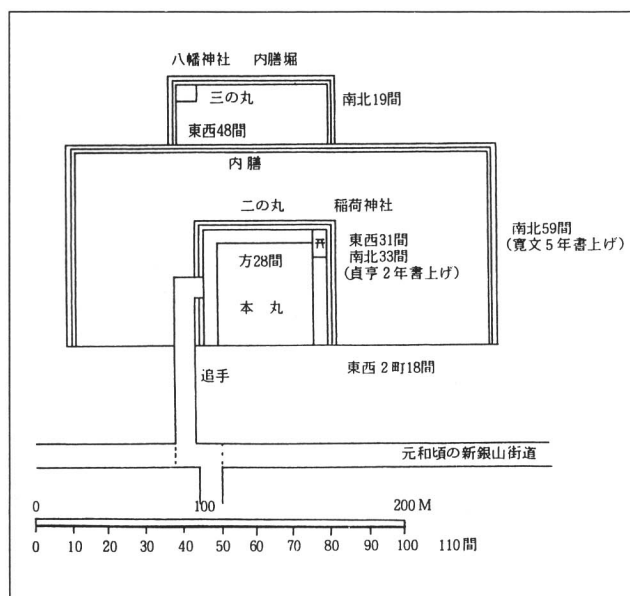 八幡神社　内膳堀
三の丸
南北19間
東西48間
内膳
二の丸　稲荷神社
南北59間
(寛文5年書上げ)
東西31間
南北33間
(貞亨2年書上げ)
方28間
本丸
東西2町18間
追手
元和頃の新銀山街道
0 100 200 M
0 10 20 30 40 50 60 70 80 90 100 110間